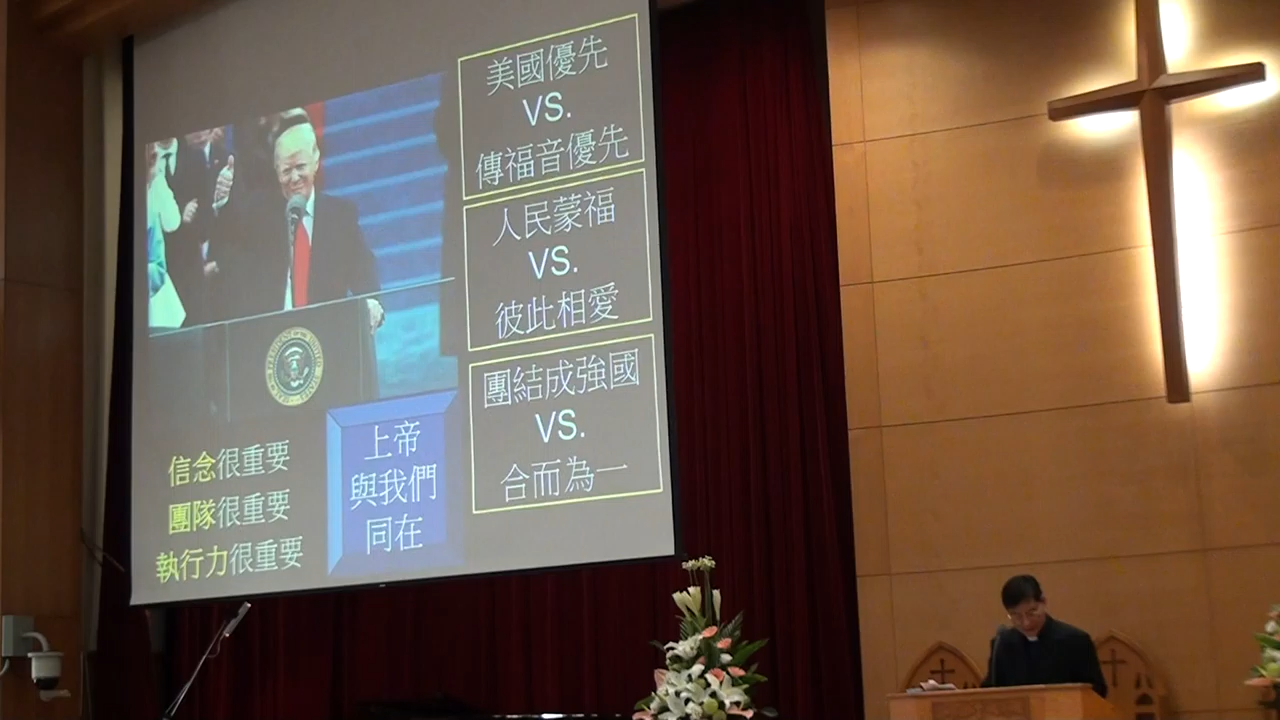 美國優先
VS.
傳福音優先
人民蒙福
VS.
彼此相愛
團結成強國
VS.
合而為一
信念很重要
團隊很重要
執行力很重要
上帝
與我們
同在